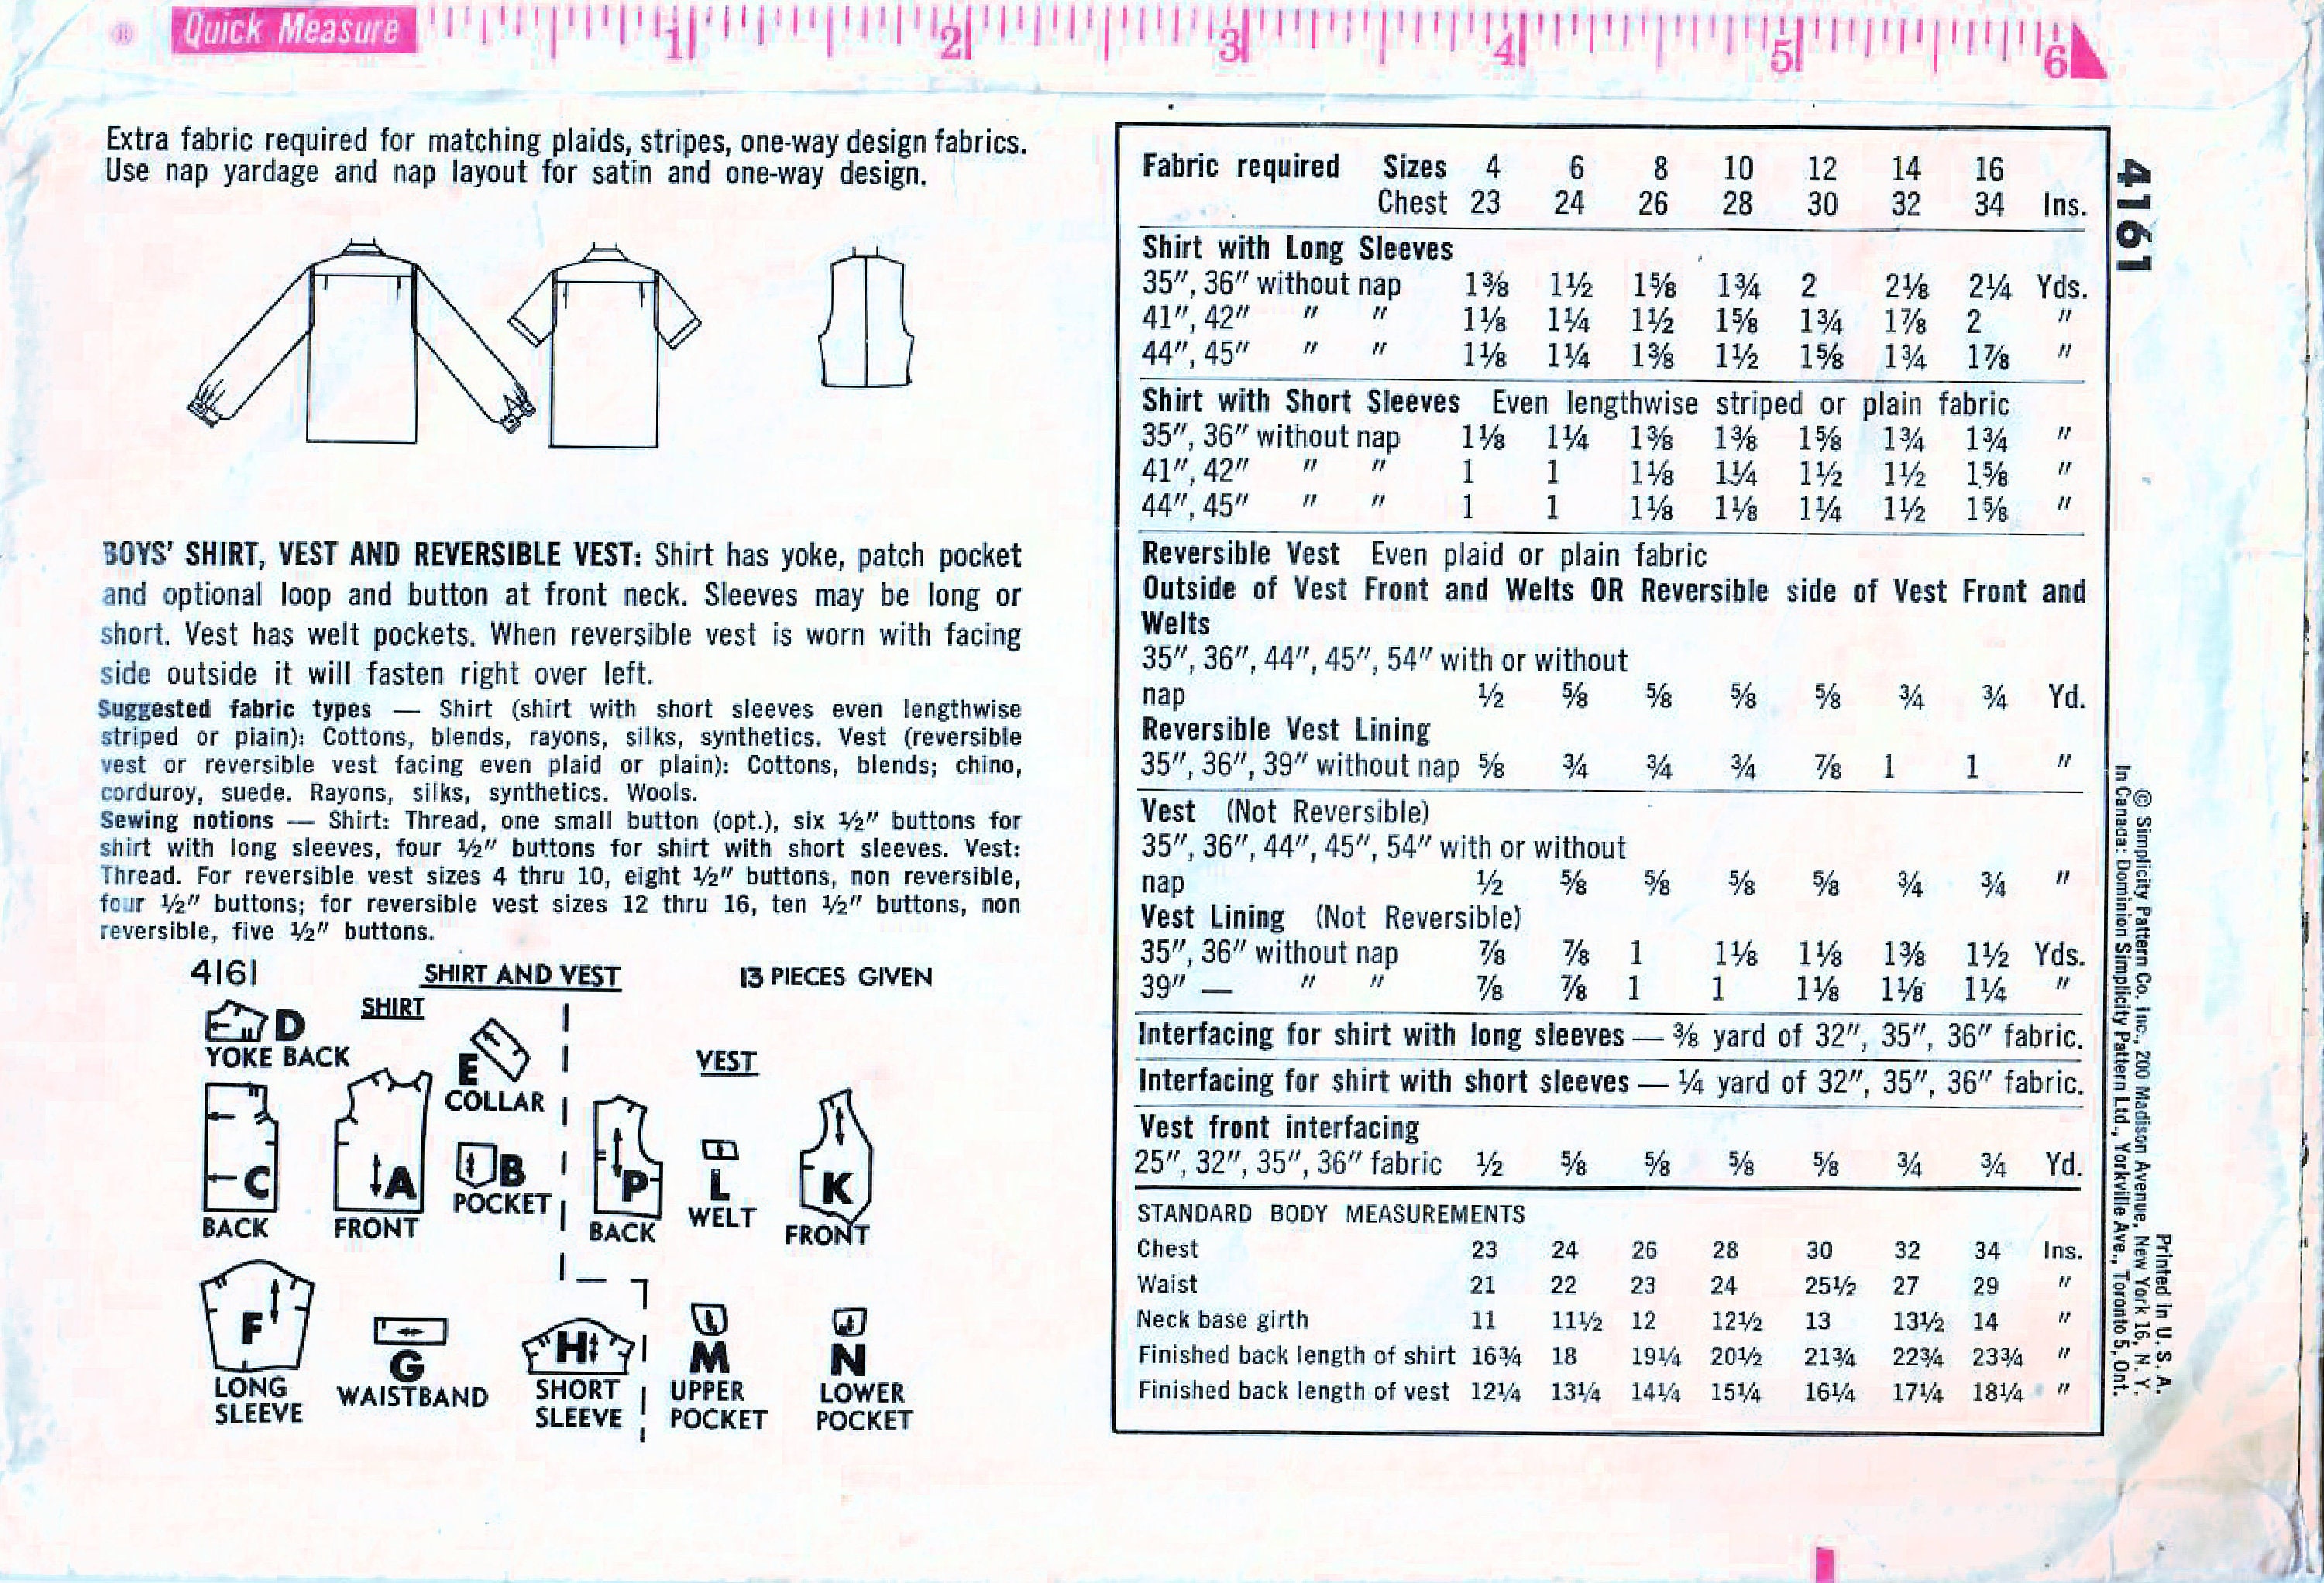 Quick Measure
1 2 3 4 5 6
Extra fabric required for matching plaids, stripes, one-way design fabrics.
Use nap yardage and nap layout for satin and one-way design.
BOYS' SHIRT, VEST AND REVERSIBLE VEST: Shirt has yoke, patch pocket
and optional loop and button at front neck. Sleeves may be long or
short. Vest has welt pockets. When reversible vest is worn with facing
side outside it will fasten right over left.
Suggested fabric types — Shirt (shirt with short sleeves even lengthwise
striped or plain): Cottons, blends, rayons, silks, synthetics. Vest (reversible
vest or reversible vest facing even plaid or plain): Cottons, blends; chino,
corduroy, suede. Rayons, silks, synthetics. Wools.
Sewing notions — Shirt: Thread, one small button (opt.), six ½" buttons for
shirt with long sleeves, four ½" buttons for shirt with short sleeves. Vest:
Thread. For reversible vest sizes 4 thru 10, eight ½" buttons, non reversible,
four ½" buttons; for reversible vest sizes 12 thru 16, ten ½" buttons, non
reversible, five ½" buttons.
4161 SHIRT AND VEST 13 PIECES GIVEN
SHIRT
D
YOKE BACK
E
COLLAR
VEST
C
BACK
A
FRONT
B
POCKET
P
BACK
L
WELT
K
FRONT
F
LONG
SLEEVE
G
WAISTBAND
H
SHORT
SLEEVE
M
UPPER
POCKET
N
LOWER
POCKET
Fabric required Sizes 4 6 8 10 12 14 16
Chest 23 24 26 28 30 32 34 Ins.
Shirt with Long Sleeves
35", 36" without nap 1⅜ 1½ 1⅝ 1¾ 2 2⅛ 2¼ Yds.
41", 42" " " 1⅛ 1¼ 1½ 1⅝ 1¾ 1⅞ 2 "
44", 45" " " 1⅛ 1¼ 1⅜ 1½ 1⅝ 1¾ 1⅞ "
Shirt with Short Sleeves Even lengthwise striped or plain fabric
35", 36" without nap 1⅛ 1¼ 1⅜ 1⅜ 1⅝ 1¾ 1¾ "
41", 42" " " 1 1 1⅛ 1¼ 1½ 1½ 1⅝ "
44", 45" " " 1 1 1⅛ 1⅛ 1¼ 1½ 1⅝ "
Reversible Vest Even plaid or plain fabric
Outside of Vest Front and Welts OR Reversible side of Vest Front and
Welts
35", 36", 44", 45", 54" with or without
nap ½ ⅝ ⅝ ⅝ ⅝ ¾ ¾ Yd.
Reversible Vest Lining
35", 36", 39" without nap ⅝ ¾ ¾ ¾ ⅞ 1 1 "
Vest (Not Reversible)
35", 36", 44", 45", 54" with or without
nap ½ ⅝ ⅝ ⅝ ⅝ ¾ ¾ "
Vest Lining (Not Reversible)
35", 36" without nap ⅞ ⅞ 1 1⅛ 1⅛ 1⅜ 1½ Yds.
39" — " " ⅞ ⅞ 1 1 1⅛ 1⅛ 1¼ "
Interfacing for shirt with long sleeves — ⅜ yard of 32", 35", 36" fabric.
Interfacing for shirt with short sleeves — ¼ yard of 32", 35", 36" fabric.
Vest front interfacing
25", 32", 35", 36" fabric ½ ⅝ ⅝ ⅝ ⅝ ¾ ¾ Yd.
STANDARD BODY MEASUREMENTS
Chest 23 24 26 28 30 32 34 Ins.
Waist 21 22 23 24 25½ 27 29 "
Neck base girth 11 11½ 12 12½ 13 13½ 14 "
Finished back length of shirt 16¾ 18 19¼ 20½ 21¾ 22¾ 23¾ "
Finished back length of vest 12¼ 13¼ 14¼ 15¼ 16¼ 17¼ 18¼ "
4161
Printed in U. S. A.
© Simplicity Pattern Co. Inc., 200 Madison Avenue, New York 16, N. Y.
In Canada: Dominion Simplicity Pattern Ltd., Yorkville Ave., Toronto 5, Ont.